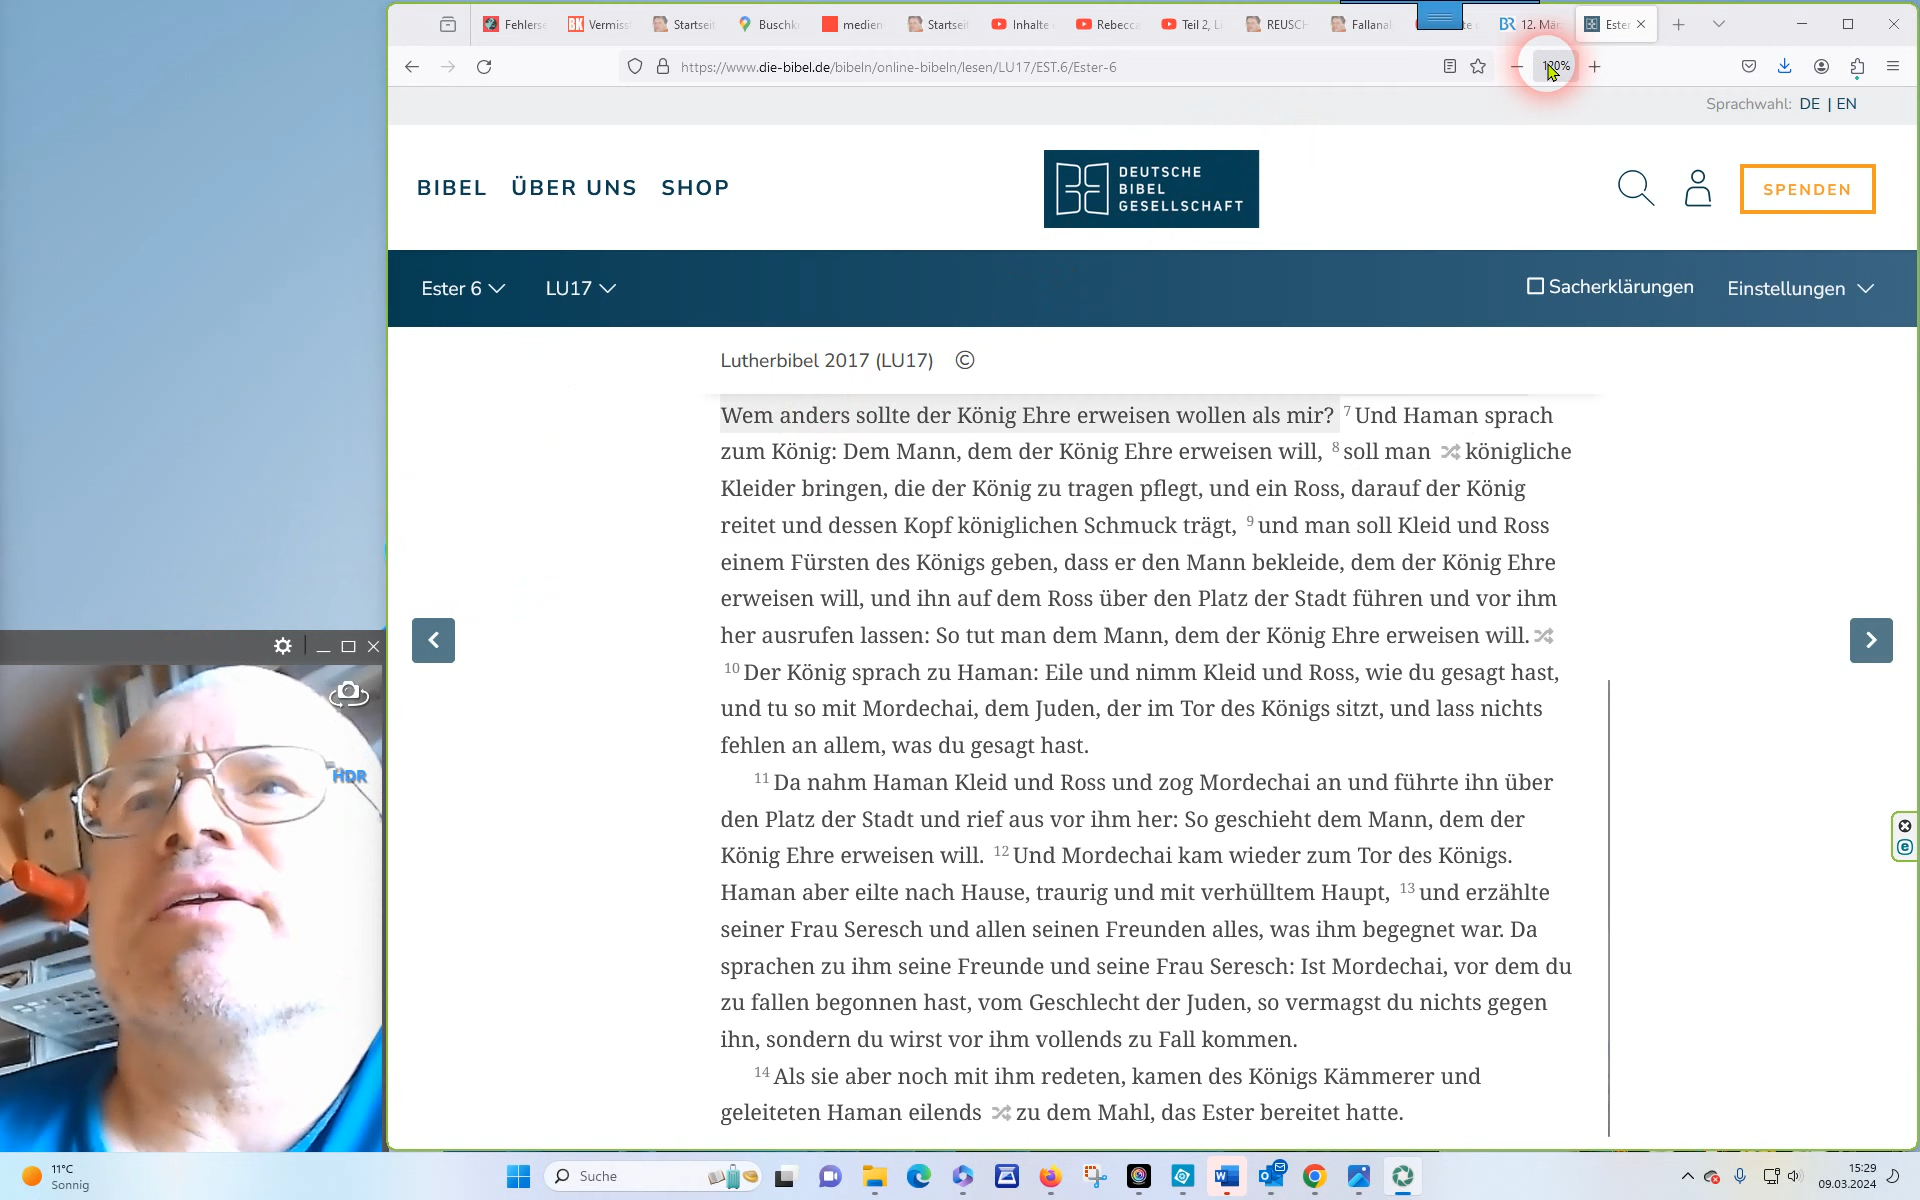 Fehlerse
Vermiss
Startseit
Buschk
medien
Startseit
Inhalte
Rebecca
Teil 2, L
REUSCH
Fallanal
12. Mär
Ester
https://www.die-bibel.de/bibeln/online-bibeln/lesen/LU17/EST.6/Ester-6
Sprachwahl: DE | EN
BIBEL ÜBER UNS SHOP
DEUTSCHE
BIBEL
GESELLSCHAFT
SPENDEN
Ester 6 LU17 Sacherklärungen Einstellungen
Lutherbibel 2017 (LU17) ©
Wem anders sollte der König Ehre erweisen wollen als mir? 7 Und Haman sprach
zum König: Dem Mann, dem der König Ehre erweisen will, 8 soll man königliche
Kleider bringen, die der König zu tragen pflegt, und ein Ross, darauf der König
reitet und dessen Kopf königlichen Schmuck trägt, 9 und man soll Kleid und Ross
einem Fürsten des Königs geben, dass er den Mann bekleide, dem der König Ehre
erweisen will, und ihn auf dem Ross über den Platz der Stadt führen und vor ihm
her ausrufen lassen: So tut man dem Mann, dem der König Ehre erweisen will.
10 Der König sprach zu Haman: Eile und nimm Kleid und Ross, wie du gesagt hast,
und tu so mit Mordechai, dem Juden, der im Tor des Königs sitzt, und lass nichts
fehlen an allem, was du gesagt hast.
11 Da nahm Haman Kleid und Ross und zog Mordechai an und führte ihn über
den Platz der Stadt und rief aus vor ihm her: So geschieht dem Mann, dem der
König Ehre erweisen will. 12 Und Mordechai kam wieder zum Tor des Königs.
Haman aber eilte nach Hause, traurig und mit verhülltem Haupt, 13 und erzählte
seiner Frau Seresch und allen seinen Freunden alles, was ihm begegnet war. Da
sprachen zu ihm seine Freunde und seine Frau Seresch: Ist Mordechai, vor dem du
zu fallen begonnen hast, vom Geschlecht der Juden, so vermagst du nichts gegen
ihn, sondern du wirst vor ihm vollends zu Fall kommen.
14 Als sie aber noch mit ihm redeten, kamen des Königs Kämmerer und
geleiteten Haman eilends zu dem Mahl, das Ester bereitet hatte.
HDR
11°C
Sonnig
Suche
15:29
09.03.2024